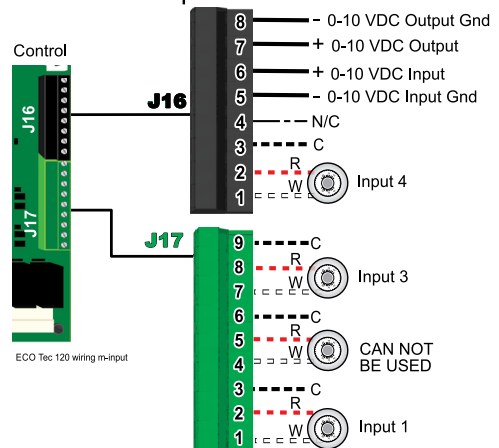 Control
J16
J17
ECO Tec 120 wiring m-input
J16
8 - 0-10 VDC Output Gnd
7 + 0-10 VDC Output
6 + 0-10 VDC Input
5 - 0-10 VDC Input Gnd
4 N/C
3 C
2 R
1 W
Input 4
J17
9 C
8 R
7 W
Input 3
6 C
5 R
4 W
CAN NOT
BE USED
3 C
2 R
1 W
Input 1